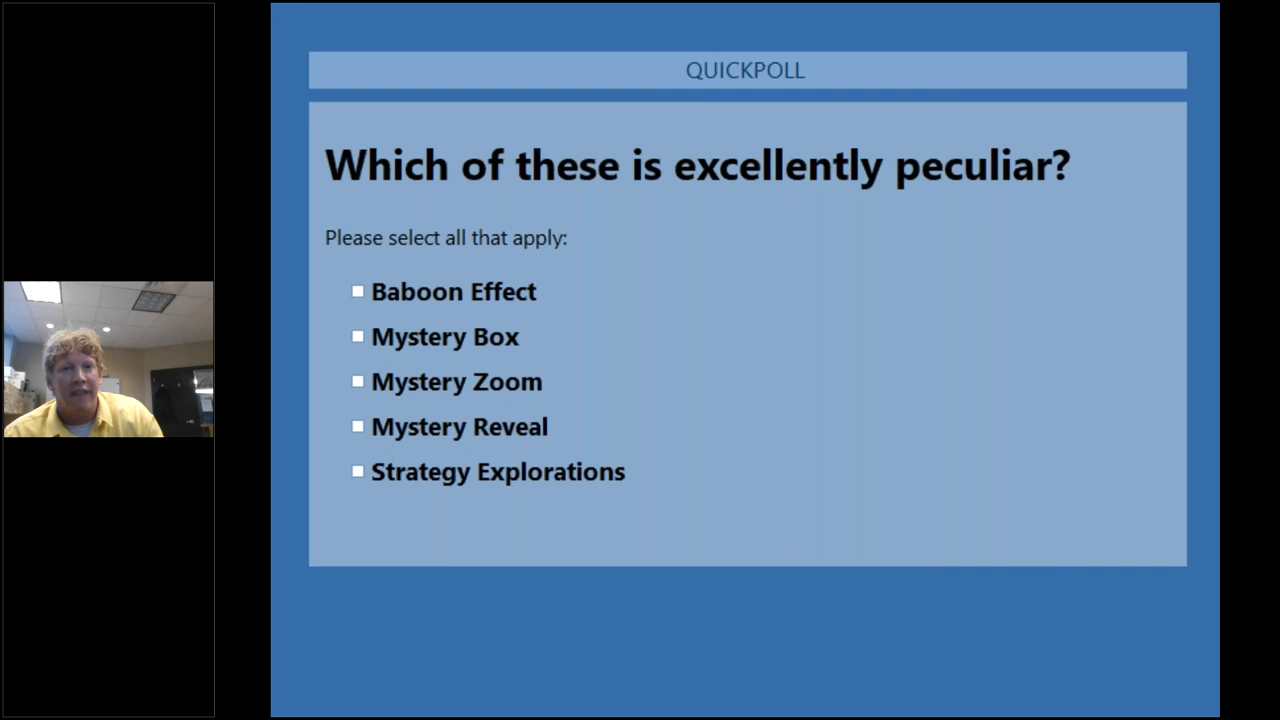 QUICKPOLL
Which of these is excellently peculiar?
Please select all that apply:
Baboon Effect
Mystery Box
Mystery Zoom
Mystery Reveal
Strategy Explorations